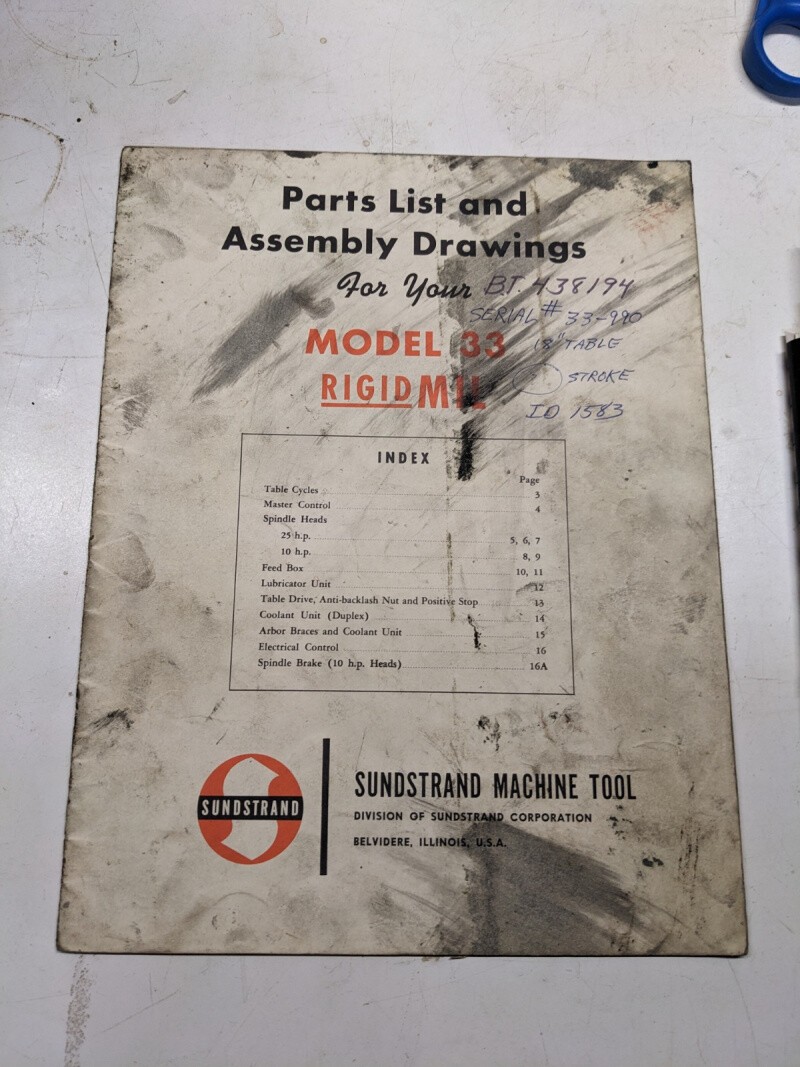 Parts List and
Assembly Drawings
For Your B.T. 438194
SERIAL # 33-990
MODEL 33
18" TABLE
RIGIDMIL
STROKE
ID 1583
INDEX
Page
Table Cycles 3
Master Control 4
Spindle Heads
25 h.p. 5, 6, 7
10 h.p. 8, 9
Feed Box 10, 11
Lubricator Unit 12
Table Drive, Anti-backlash Nut and Positive Stop 13
Coolant Unit (Duplex) 14
Arbor Braces and Coolant Unit 15
Electrical Control 16
Spindle Brake (10 h.p. Heads) 16A
SUNDSTRAND
SUNDSTRAND MACHINE TOOL
DIVISION OF SUNDSTRAND CORPORATION
BELVIDERE, ILLINOIS, U.S.A.